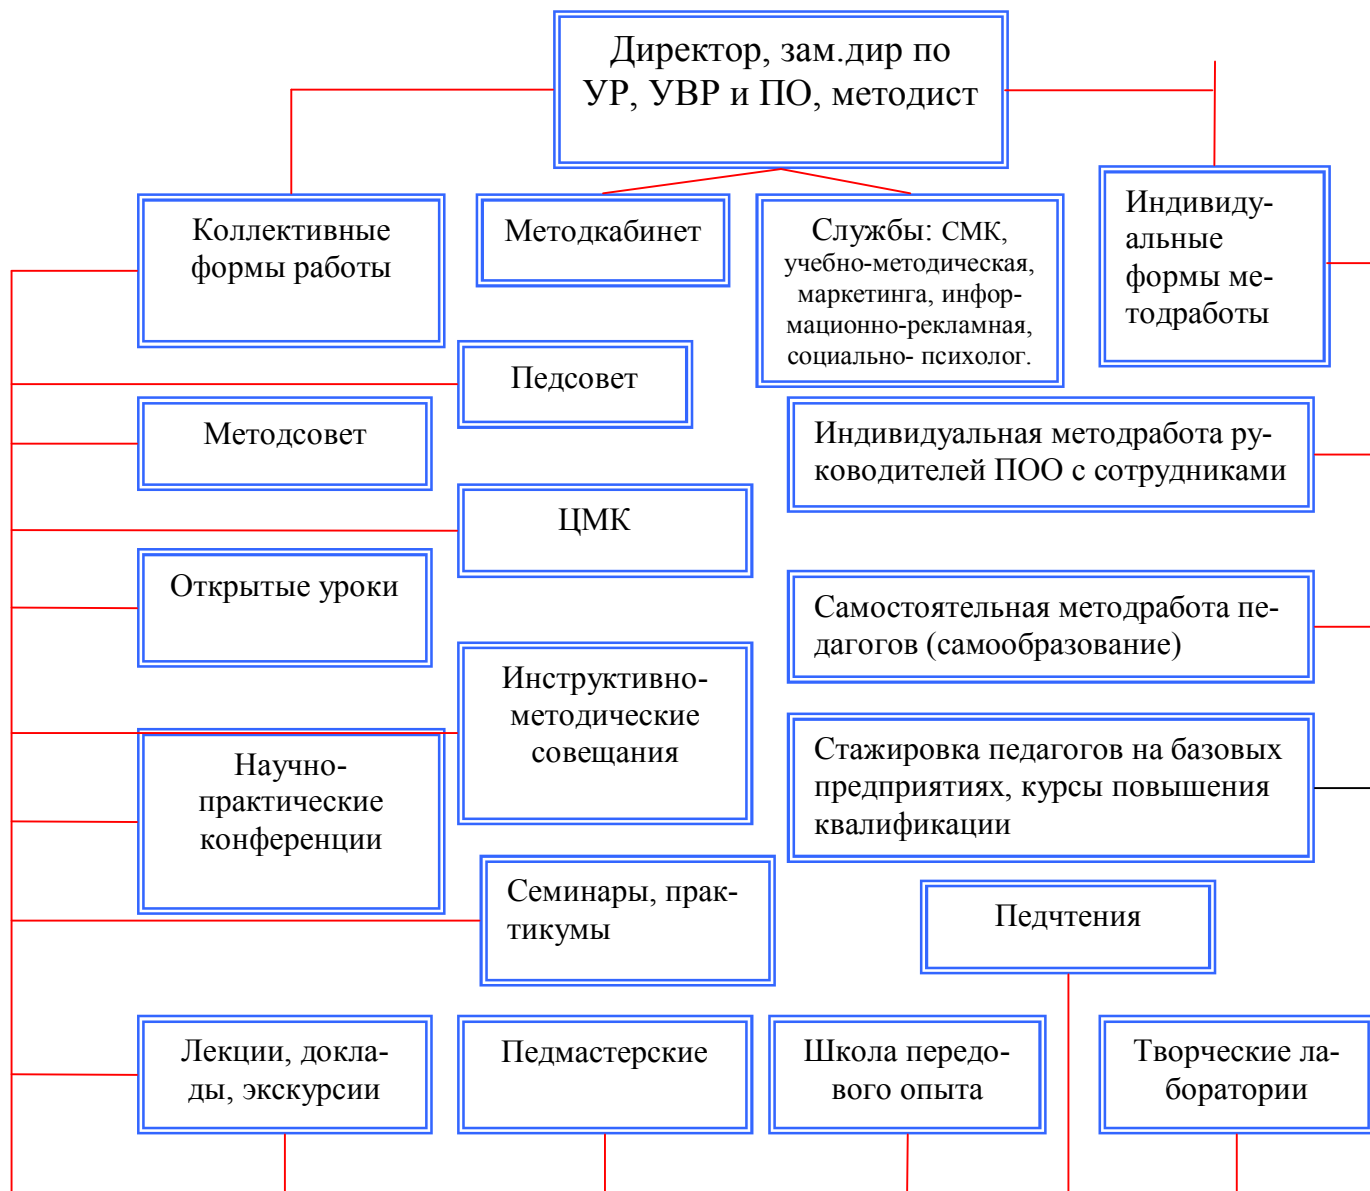 Директор, зам.дир по
УР, УВР и ПО, методист
Коллективные
формы работы
Методкабинет
Службы: СМК,
учебно-методическая,
маркетинга, инфор-
мационно-рекламная,
социально- психолог.
Индивиду-
альные
формы ме-
тодработы
Педсовет
Методсовет
Индивидуальная методработа ру-
ководителей ПОО с сотрудниками
ЦМК
Открытые уроки
Самостоятельная методработа пе-
дагогов (самообразование)
Инструктивно-
методические
совещания
Научно-
практические
конференции
Стажировка педагогов на базовых
предприятиях, курсы повышения
квалификации
Семинары, прак-
тикумы
Педчтения
Лекции, докла-
ды, экскурсии
Педмастерские
Школа передо-
вого опыта
Творческие ла-
боратории